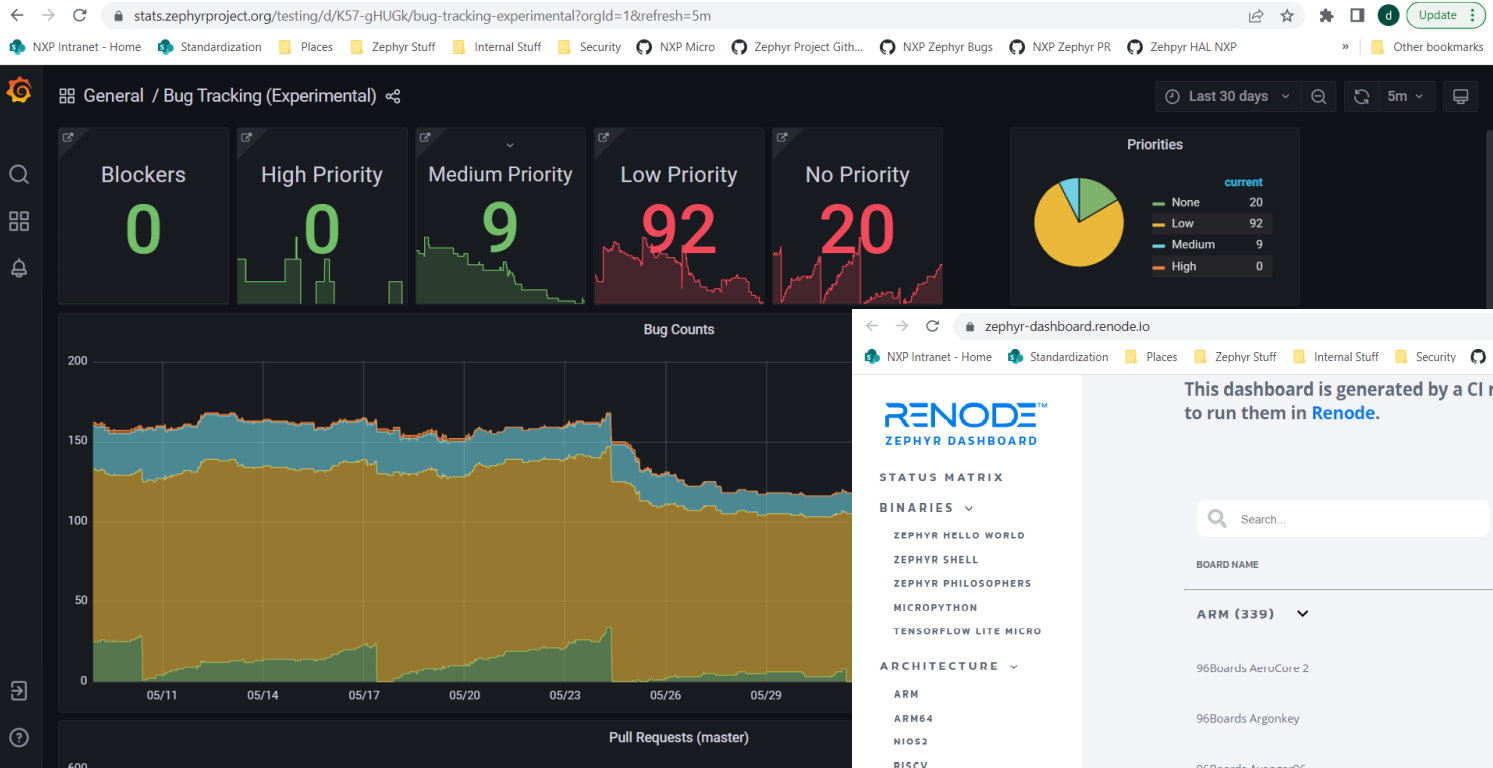 stats.zephyrproject.org/testing/d/K57-gHUGk/bug-tracking-experimental?orgId=1&refresh=5m
d
Update
NXP Intranet - Home
Standardization
Places
Zephyr Stuff
Internal Stuff
Security
NXP Micro
Zephyr Project Gith...
NXP Zephyr Bugs
NXP Zephyr PR
Zehpyr HAL NXP
»
Other bookmarks
General / Bug Tracking (Experimental)
Last 30 days
5m
Blockers
0
High Priority
0
Medium Priority
9
Low Priority
92
No Priority
20
Priorities
current
None 20
Low 92
Medium 9
High 0
Bug Counts
200
150
100
50
0
05/11 05/14 05/17 05/20 05/23 05/26 05/29
Pull Requests (master)
600
zephyr-dashboard.renode.io
NXP Intranet - Home
Standardization
Places
Zephyr Stuff
Internal Stuff
Security
RENODE™
ZEPHYR DASHBOARD
STATUS MATRIX
BINARIES
ZEPHYR HELLO WORLD
ZEPHYR SHELL
ZEPHYR PHILOSOPHERS
MICROPYTHON
TENSORFLOW LITE MICRO
ARCHITECTURE
ARM
ARM64
NIOS2
RISCV
This dashboard is generated by a CI
to run them in Renode.
Search...
BOARD NAME
ARM (339)
96Boards AeroCore 2
96Boards Argonkey
96Boards Avenger96